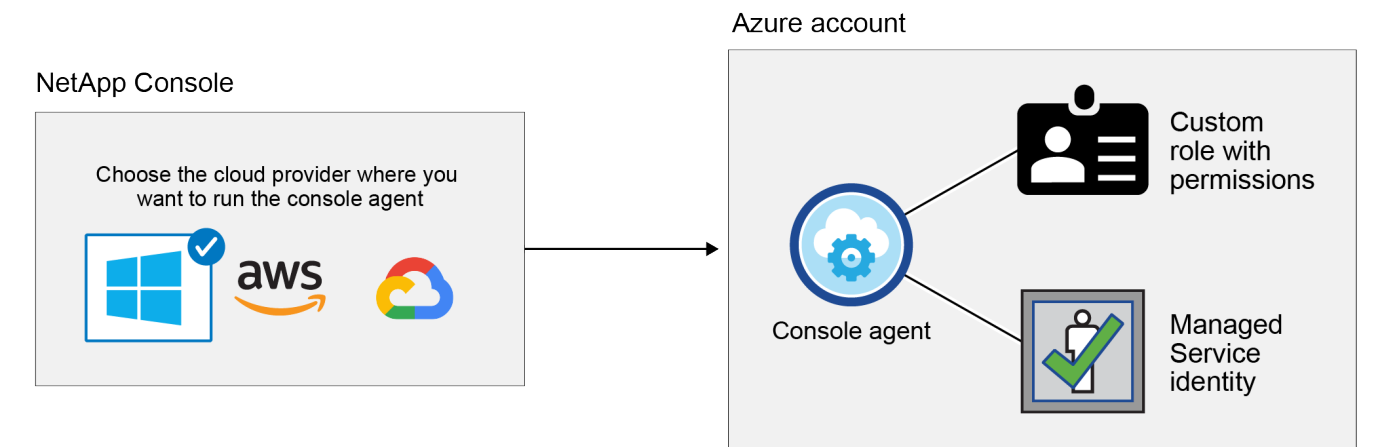 Azure account
NetApp Console
Choose the cloud provider where you
want to run the console agent
aws
Console agent
Custom
role with
permissions
Managed
Service
identity